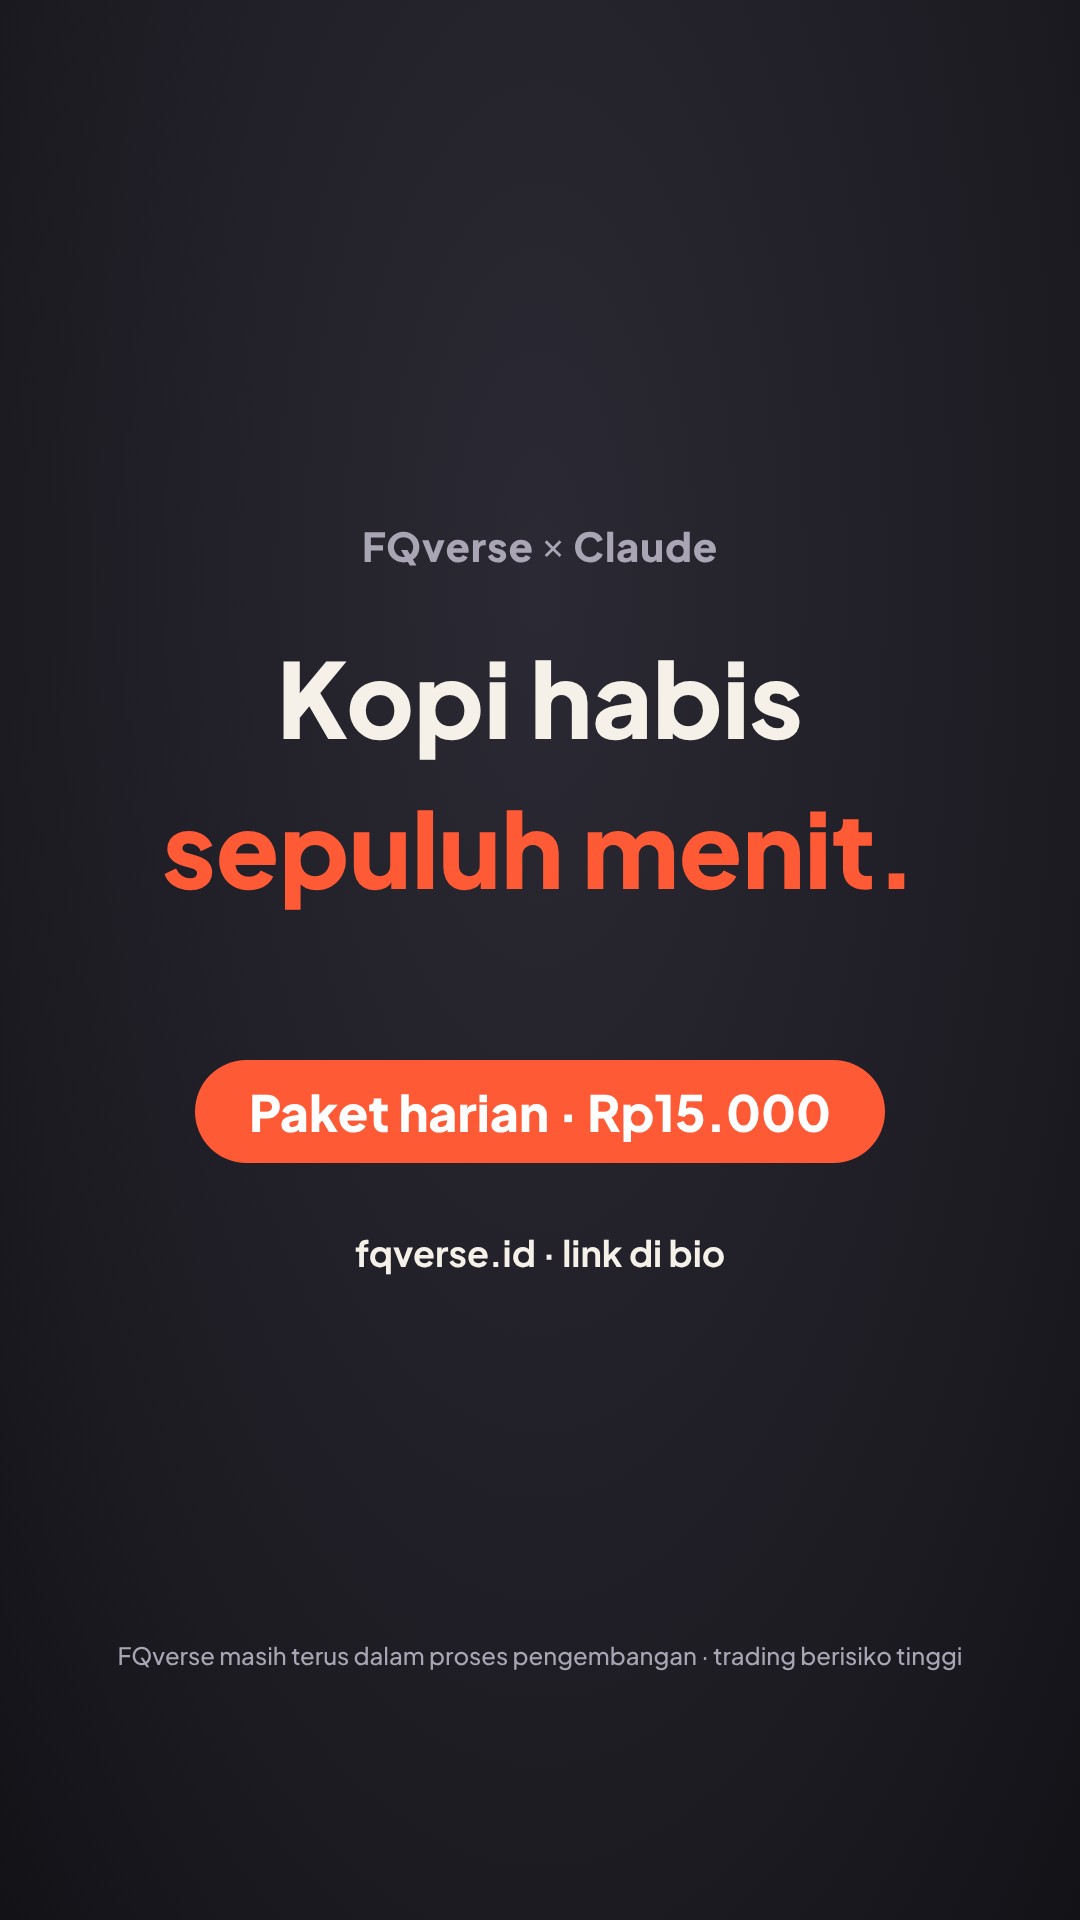 FQverse × Claude
Kopi habis
sepuluh menit.
Paket harian · Rp15.000
fqverse.id · link di bio
FQverse masih terus dalam proses pengembangan · trading berisiko tinggi